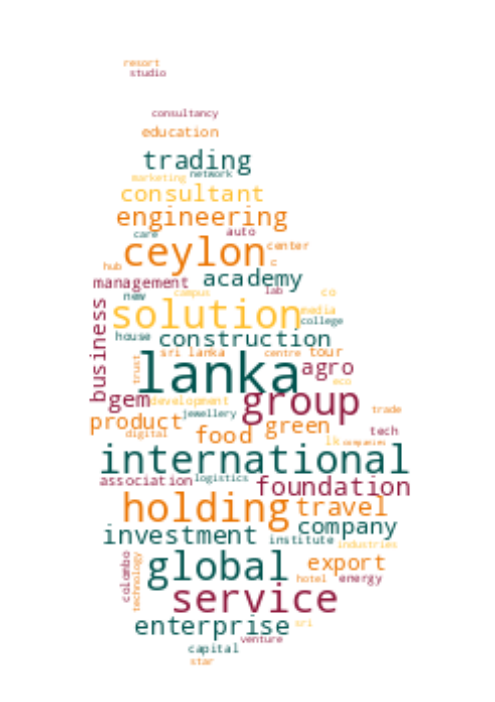 resort
studio
consultancy
education
trading
marketing network
consultant
engineering
care auto
ceylon center
hub c
management academy
new campus lab co
solution media
business college
house construction
sri lanka centre tour
trust lanka agro
eco
gem development group
jewellery trade
product food green
digital tech
lk companies
international
association logistics
foundation
holding travel
investment company
institute industries
colombo technology global export
hotel energy
service
enterprise sri
venture
capital
star